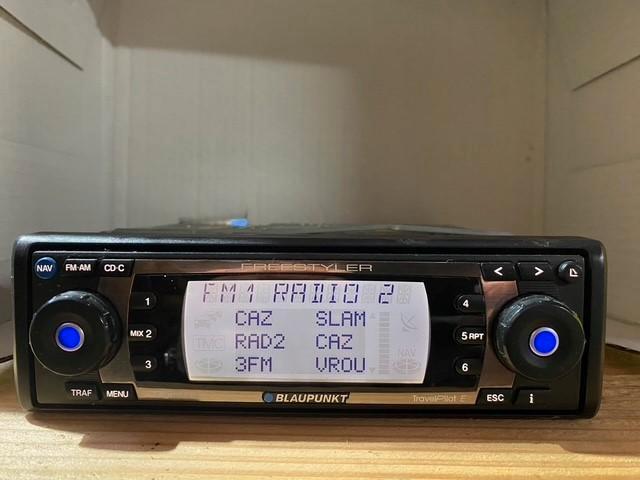 FREESTYLER
NAV FM·AM CD·C
< >
FM1 RADIO 2
1 CAZ SLAM 4
MIX 2 TMC RAD2 CAZ 5 RPT
3 3FM VROU NAV 6
TRAF MENU
BLAUPUNKT
TravelPilot E
ESC i